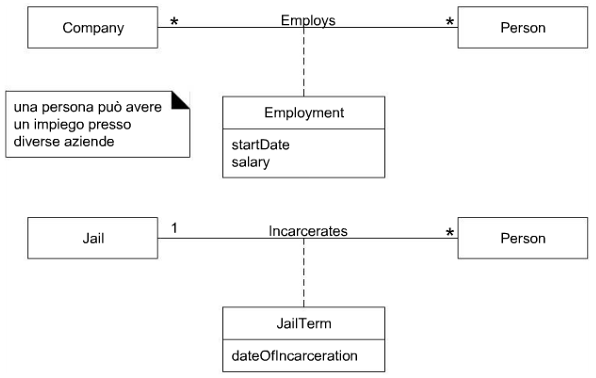 Company
*
Employs
*
Person
una persona può avere
un impiego presso
diverse aziende
Employment
startDate
salary
Jail
1
Incarcerates
*
Person
JailTerm
dateOfIncarceration